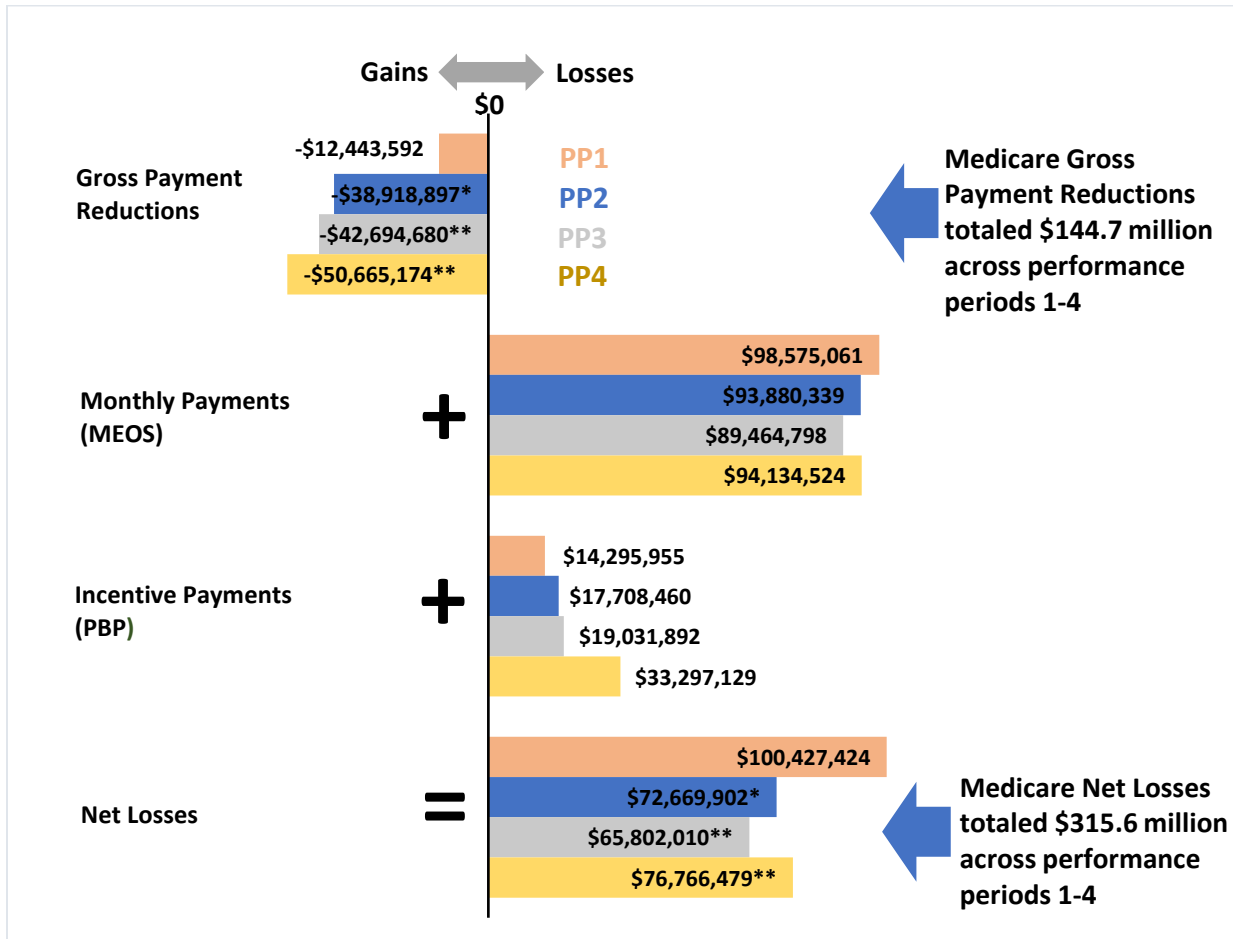 Gains
Losses
$0
Gross Payment
Reductions
-$12,443,592
-$38,918,897*
-$42,694,680**
-$50,665,174**
PP1
PP2
PP3
PP4
Medicare Gross
Payment Reductions
totaled $144.7 million
across performance
periods 1-4
Monthly Payments
(MEOS)
+
$98,575,061
$93,880,339
$89,464,798
$94,134,524
Incentive Payments
(PBP)
+
$14,295,955
$17,708,460
$19,031,892
$33,297,129
Net Losses
=
$100,427,424
$72,669,902*
$65,802,010**
$76,766,479**
Medicare Net Losses
totaled $315.6 million
across performance
periods 1-4